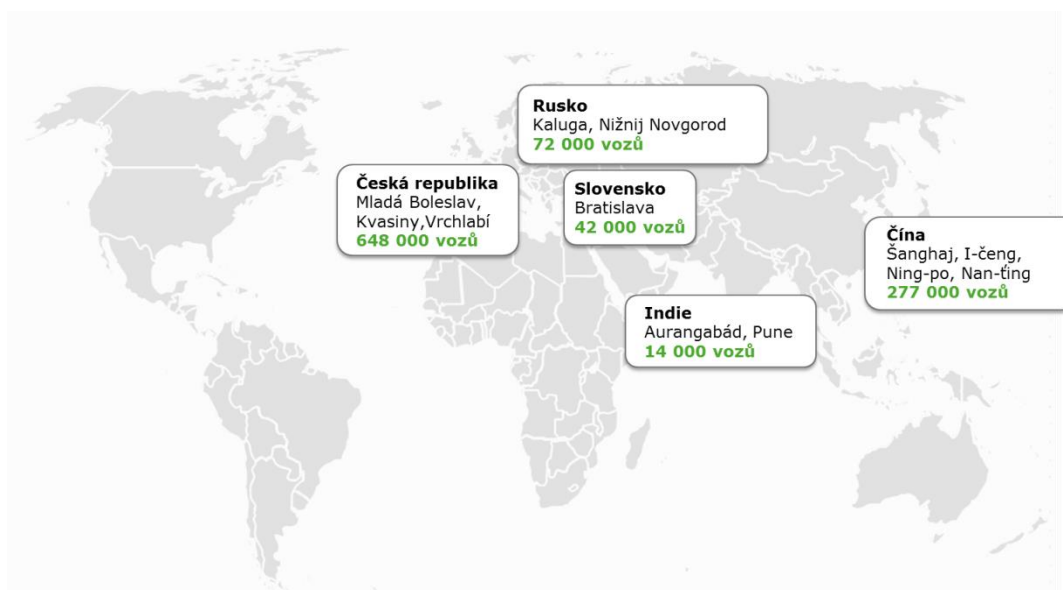 Rusko
Kaluga, Nižnij Novgorod
72 000 vozů
Česká republika
Mladá Boleslav,
Kvasiny,Vrchlabí
648 000 vozů
Slovensko
Bratislava
42 000 vozů
Čína
Šanghaj, I-čeng,
Ning-po, Nan-ťing
277 000 vozů
Indie
Aurangabád, Pune
14 000 vozů